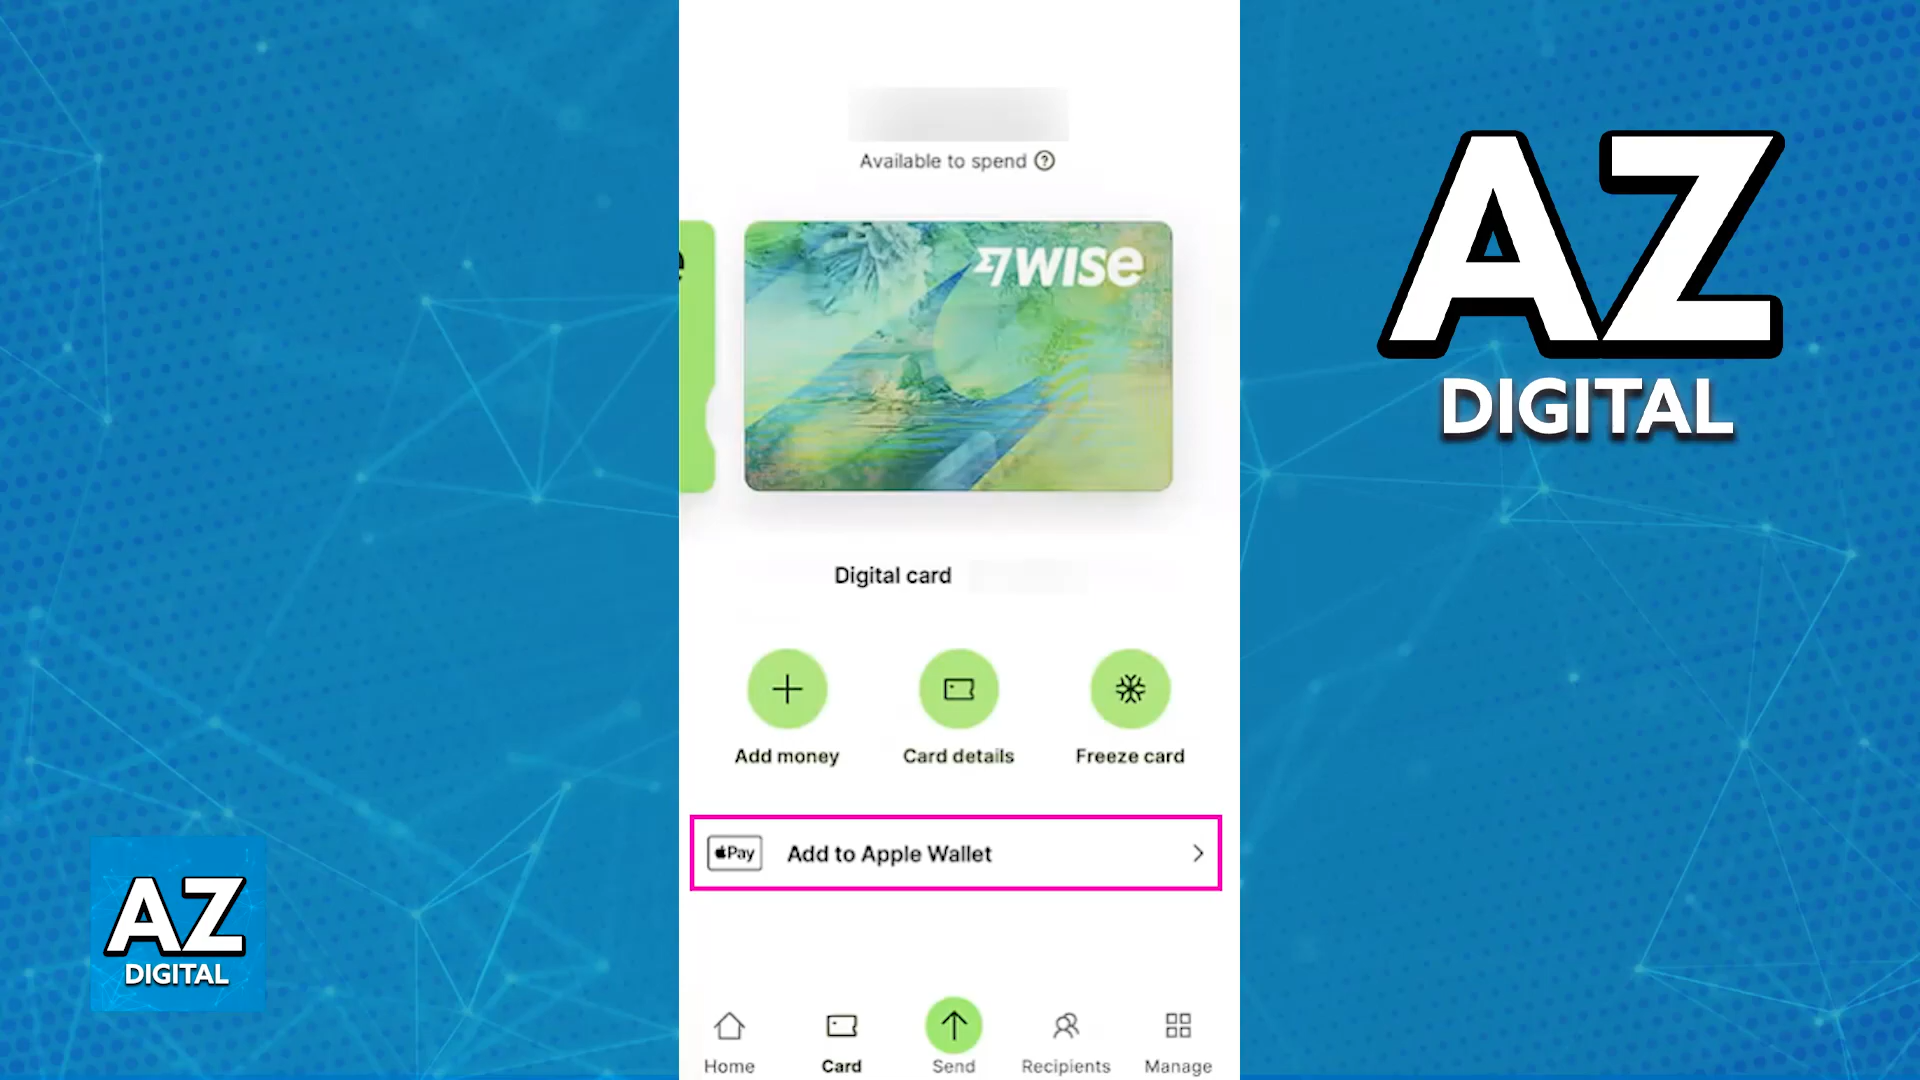 Available to spend
WISE
Digital card
Add money
Card details
Freeze card
Pay Add to Apple Wallet
Home
Card
Send
Recipients
Manage
AZ
DIGITAL
AZ
DIGITAL